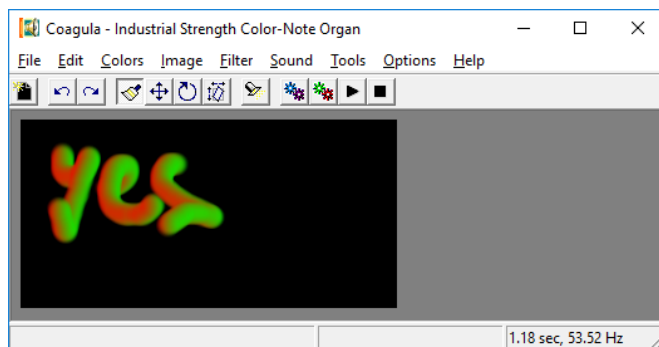 Coagula - Industrial Strength Color-Note Organ
File Edit Colors Image Filter Sound Tools Options Help
yes
1.18 sec, 53.52 Hz